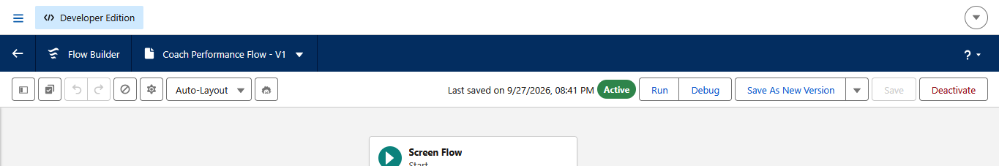 Developer Edition
Flow Builder Coach Performance Flow - V1 ?
Auto-Layout Last saved on 9/27/2026, 08:41 PM Active Run Debug Save As New Version Save Deactivate
Screen Flow
Start